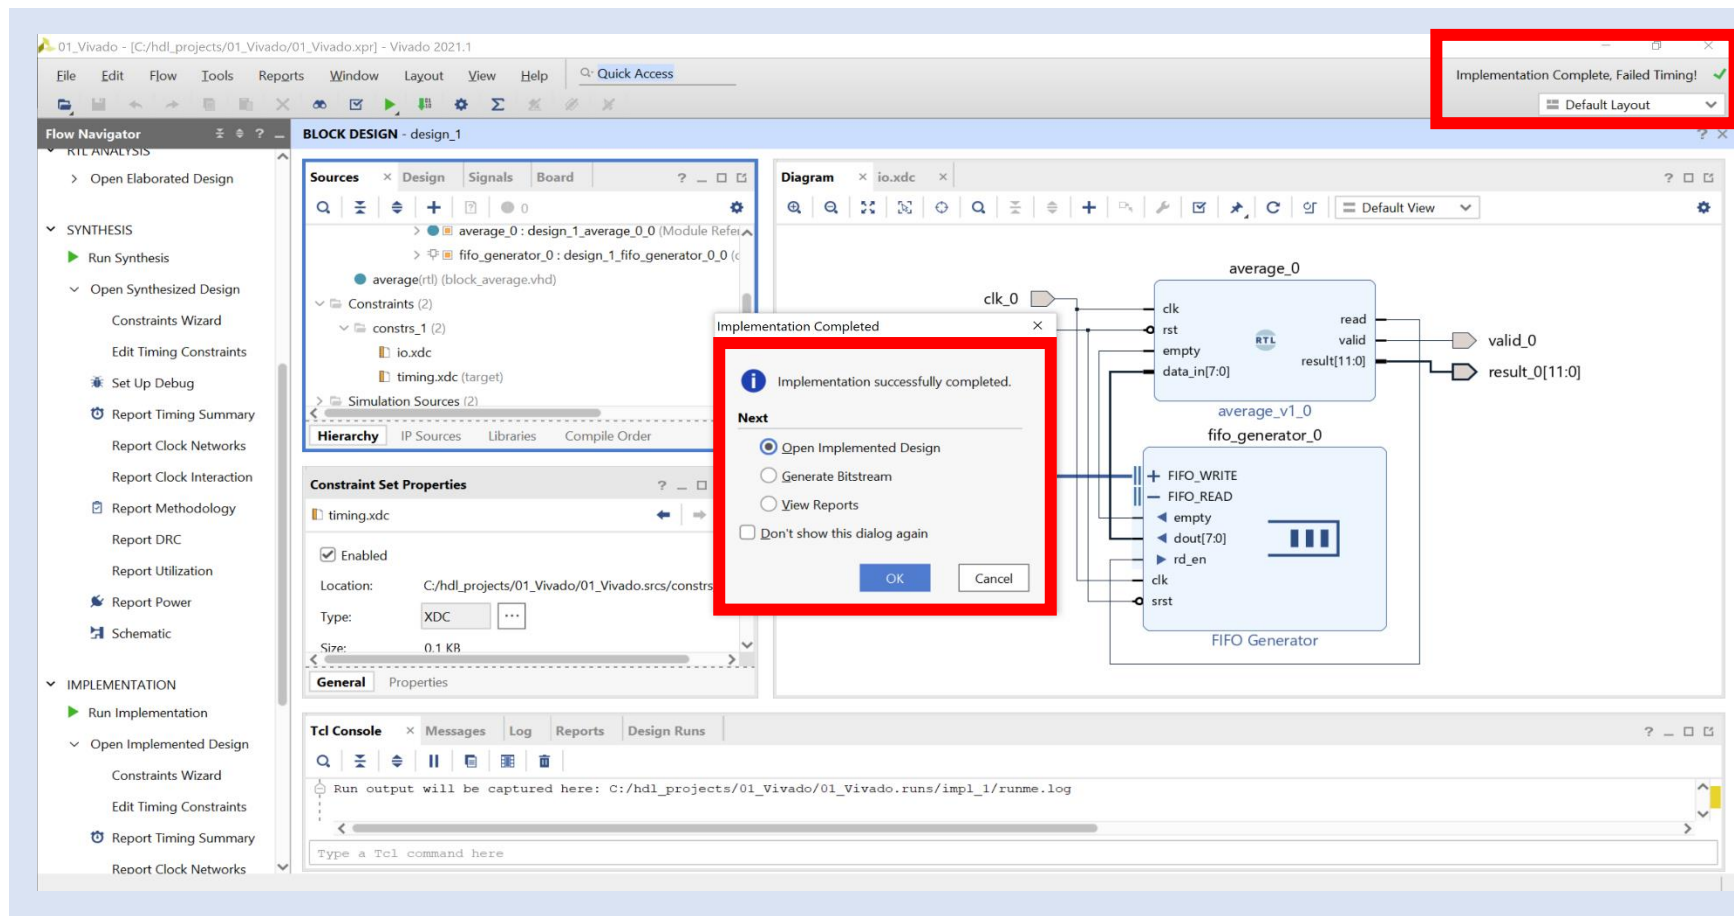 01_Vivado - [C:/hdl_projects/01_Vivado/01_Vivado.xpr] - Vivado 2021.1
File Edit Flow Tools Reports Window Layout View Help Quick Access
Implementation Complete, Failed Timing!
Default Layout
Flow Navigator
BLOCK DESIGN - design_1
RTL ANALYSIS
Open Elaborated Design
SYNTHESIS
Run Synthesis
Open Synthesized Design
Constraints Wizard
Edit Timing Constraints
Set Up Debug
Report Timing Summary
Report Clock Networks
Report Clock Interaction
Report Methodology
Report DRC
Report Utilization
Report Power
Schematic
IMPLEMENTATION
Run Implementation
Open Implemented Design
Constraints Wizard
Edit Timing Constraints
Report Timing Summary
Report Clock Networks
Sources Design Signals Board
0
average_0 : design_1_average_0_0 (Module Refer
fifo_generator_0 : design_1_fifo_generator_0_0 (
average(rtl) (block_average.vhd)
Constraints (2)
constrs_1 (2)
io.xdc
timing.xdc (target)
Simulation Sources (2)
Hierarchy IP Sources Libraries Compile Order
Constraint Set Properties
timing.xdc
Enabled
Location: C:/hdl_projects/01_Vivado/01_Vivado.srcs/constrs
Type: XDC ...
Size: 0.1 KB
General Properties
Diagram io.xdc
Default View
average_0
clk_0
clk
rst
empty
data_in[7:0]
read
valid
result[11:0]
valid_0
result_0[11:0]
average_v1_0
fifo_generator_0
FIFO_WRITE
FIFO_READ
empty
dout[7:0]
rd_en
clk
srst
FIFO Generator
Implementation Completed
Implementation successfully completed.
Next
Open Implemented Design
Generate Bitstream
View Reports
Don't show this dialog again
OK Cancel
Tcl Console Messages Log Reports Design Runs
Run output will be captured here: C:/hdl_projects/01_Vivado/01_Vivado.runs/impl_1/runme.log
Type a Tcl command here